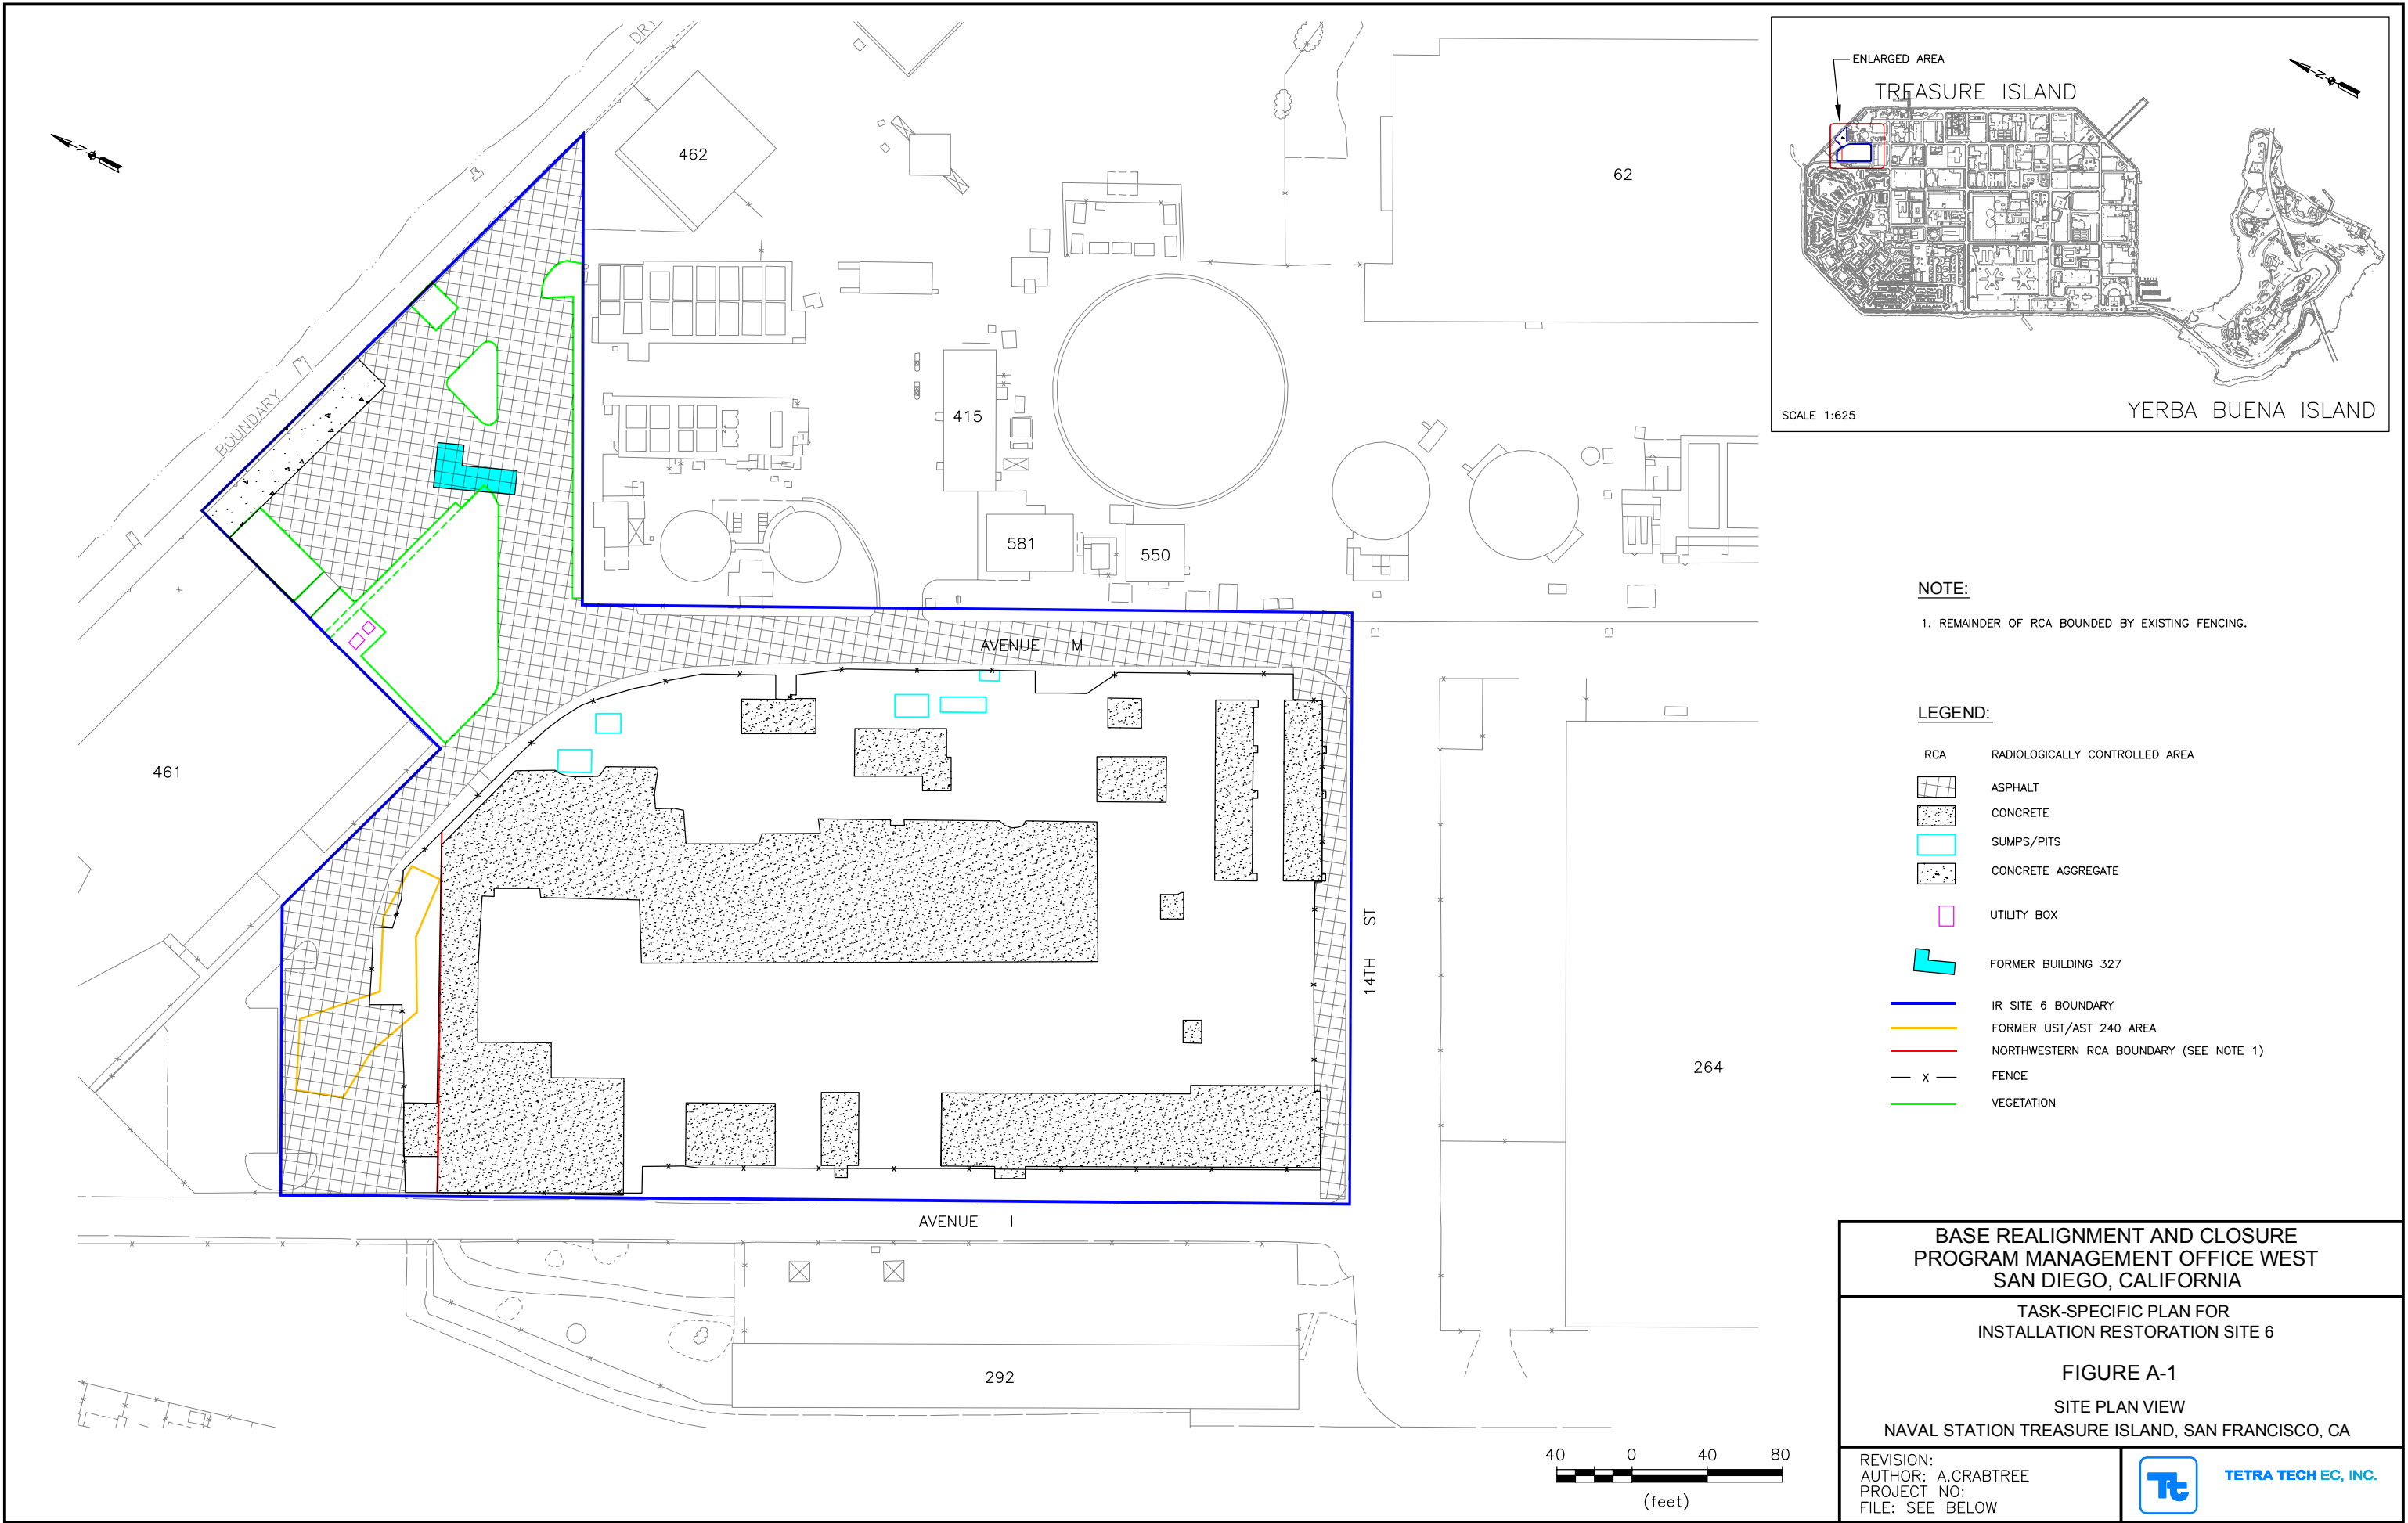 DRY
BOUNDARY
462
62
415
581
550
AVENUE M
461
14TH ST
264
AVENUE I
292
40 0 40 80
(feet)
ENLARGED AREA
TREASURE ISLAND
N
SCALE 1:625
YERBA BUENA ISLAND
NOTE:
1. REMAINDER OF RCA BOUNDED BY EXISTING FENCING.
LEGEND:
RCA RADIOLOGICALLY CONTROLLED AREA
ASPHALT
CONCRETE
SUMPS/PITS
CONCRETE AGGREGATE
UTILITY BOX
FORMER BUILDING 327
IR SITE 6 BOUNDARY
FORMER UST/AST 240 AREA
NORTHWESTERN RCA BOUNDARY (SEE NOTE 1)
X FENCE
VEGETATION
BASE REALIGNMENT AND CLOSURE
PROGRAM MANAGEMENT OFFICE WEST
SAN DIEGO, CALIFORNIA
TASK-SPECIFIC PLAN FOR
INSTALLATION RESTORATION SITE 6
FIGURE A-1
SITE PLAN VIEW
NAVAL STATION TREASURE ISLAND, SAN FRANCISCO, CA
REVISION:
AUTHOR: A.CRABTREE
PROJECT NO:
FILE: SEE BELOW
Tt
TETRA TECH EC, INC.